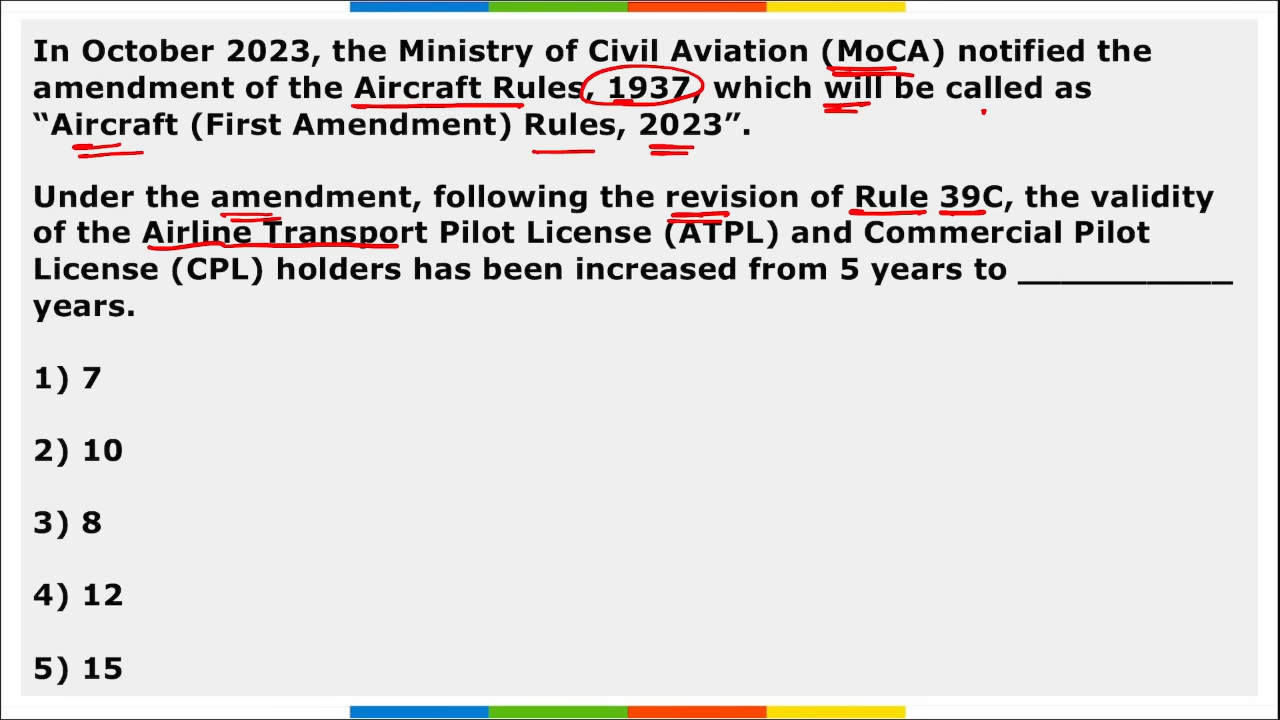 In October 2023, the Ministry of Civil Aviation (MoCA) notified the
amendment of the Aircraft Rules, 1937, which will be called as
“Aircraft (First Amendment) Rules, 2023”.
Under the amendment, following the revision of Rule 39C, the validity
of the Airline Transport Pilot License (ATPL) and Commercial Pilot
License (CPL) holders has been increased from 5 years to ____________
years.
1) 7
2) 10
3) 8
4) 12
5) 15